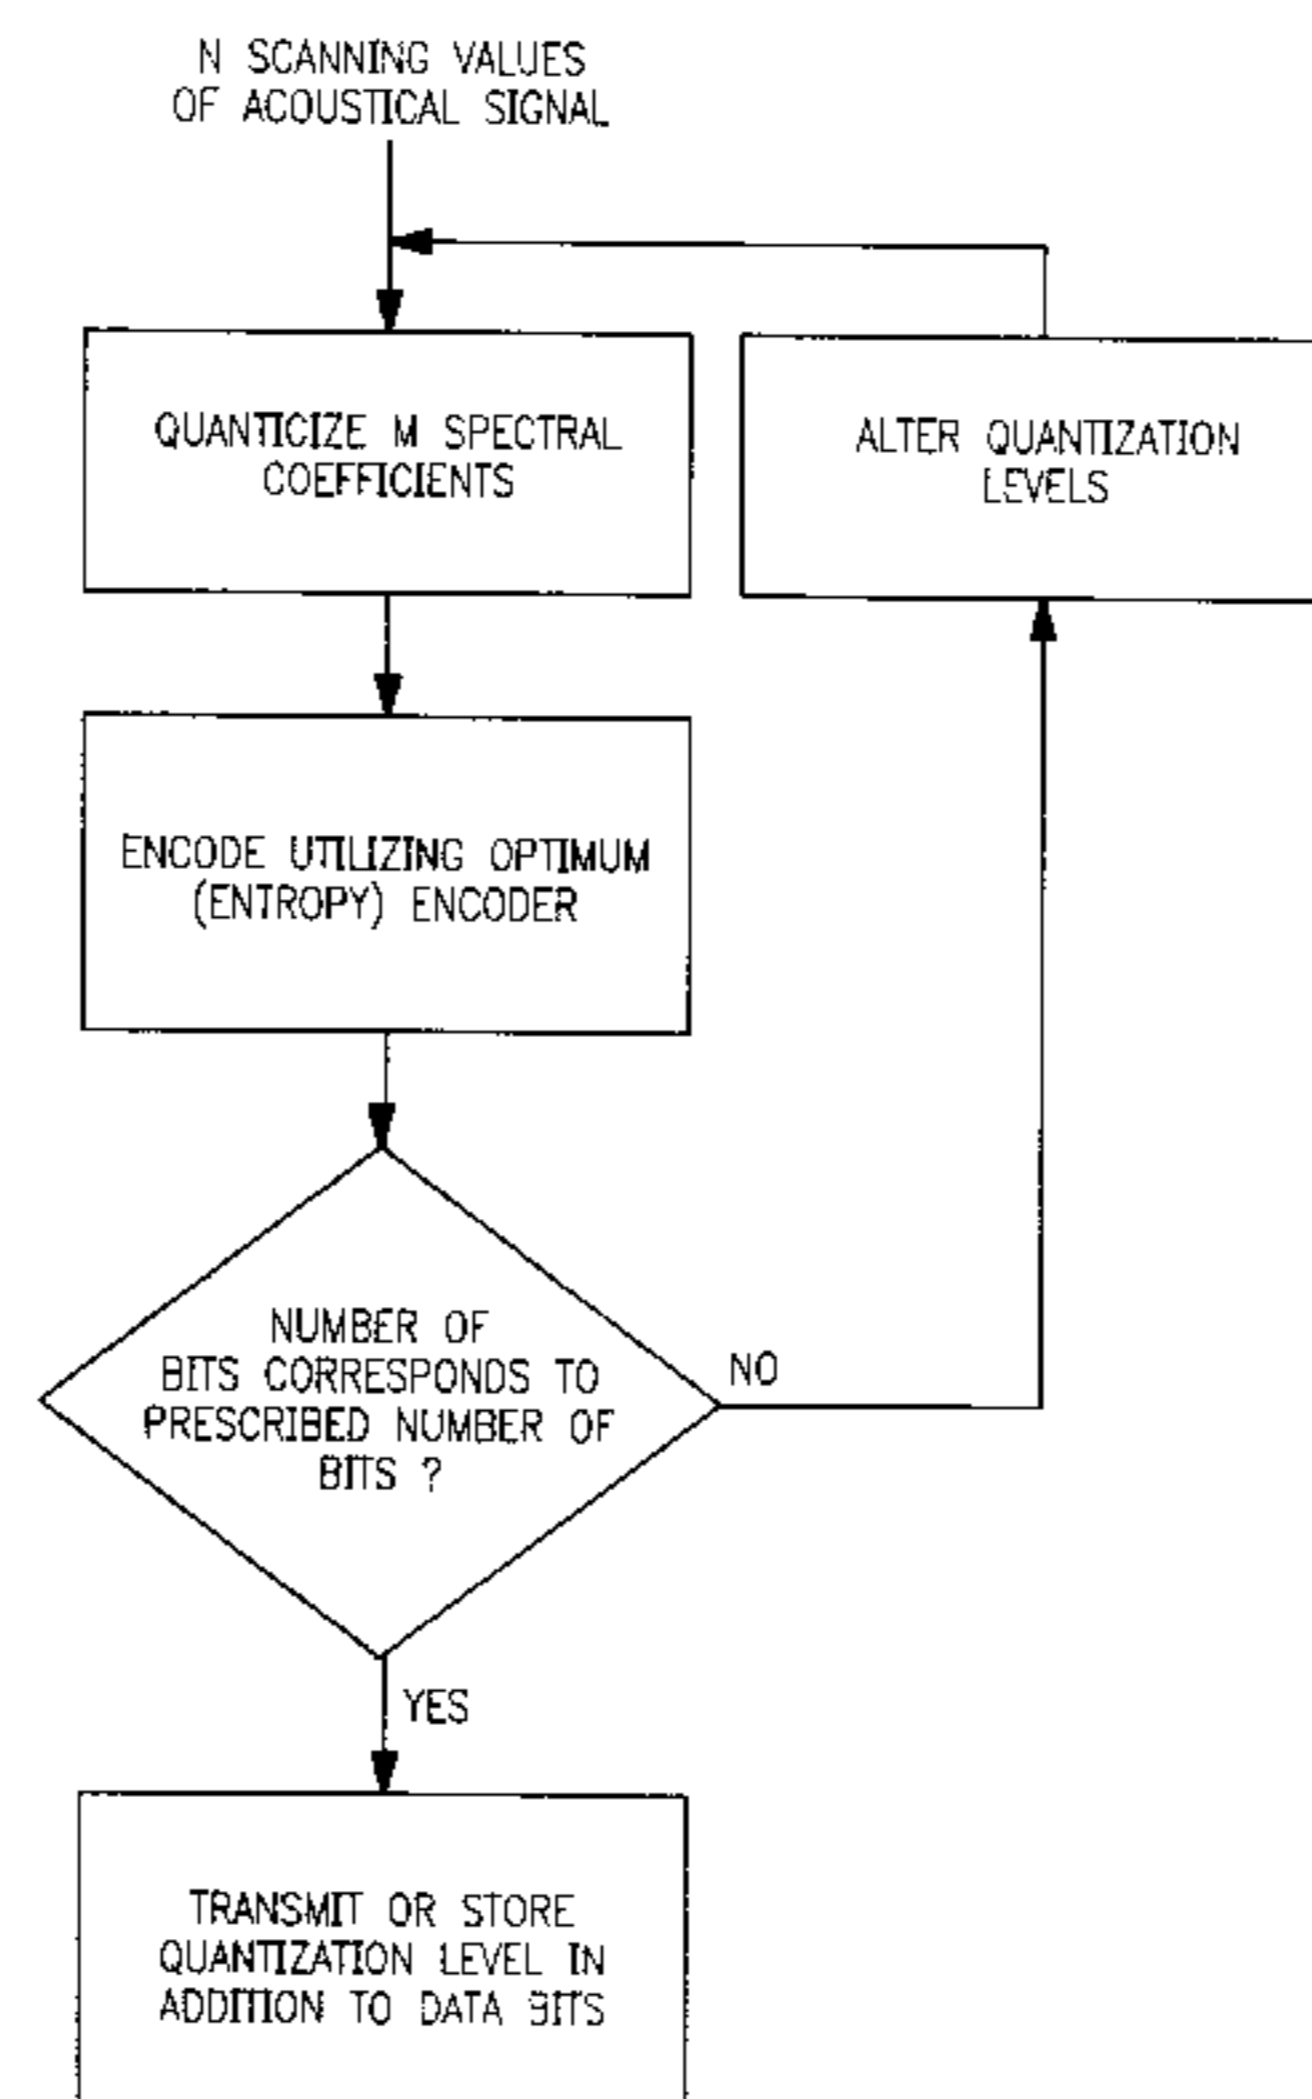 N SCANNING VALUES
OF ACOUSTICAL SIGNAL
QUANTICIZE M SPECTRAL
COEFFICIENTS
ALTER QUANTIZATION
LEVELS
ENCODE UTILIZING OPTIMUM
(ENTROPY) ENCODER
NUMBER OF
BITS CORRESPONDS TO
PRESCRIBED NUMBER OF
BITS ?
NO
YES
TRANSMIT OR STORE
QUANTIZATION LEVEL IN
ADDITION TO DATA BITS